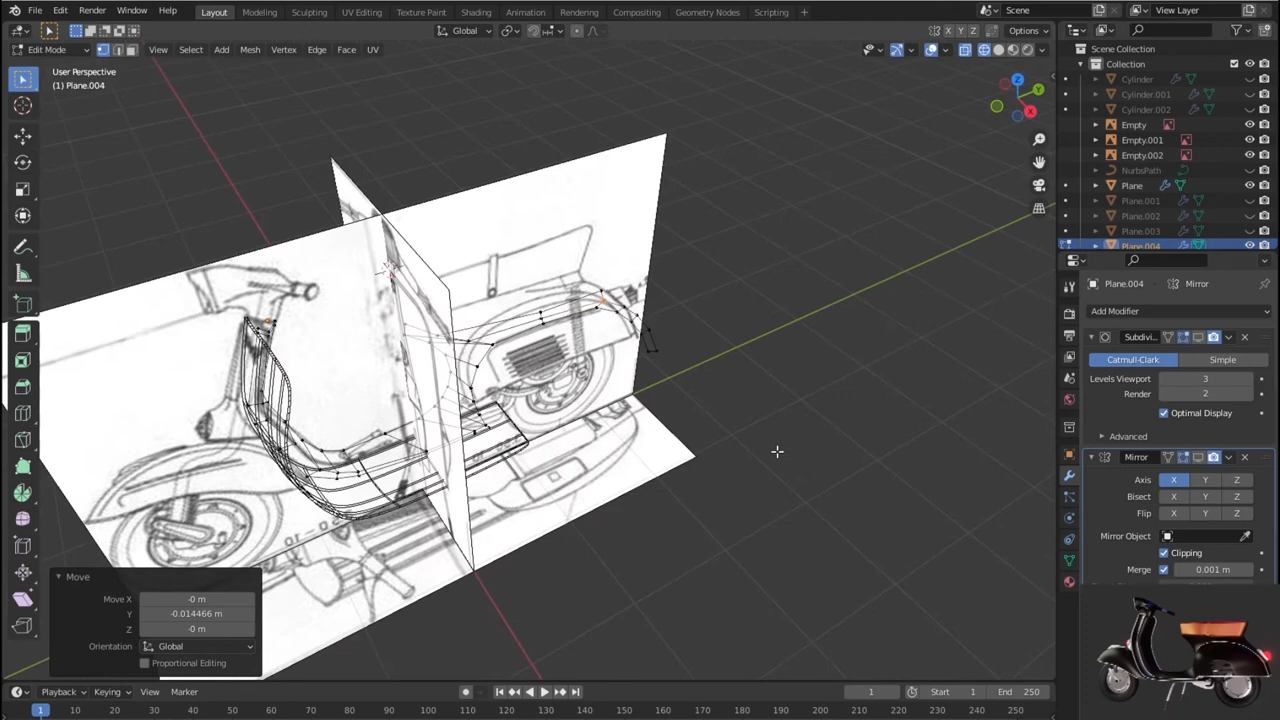 File Edit Render Window Help Layout Modeling Sculpting UV Editing Texture Paint Shading Animation Rendering Compositing Geometry Nodes Scripting + Scene View Layer
Global X Y Z Options
Edit Mode View Select Add Mesh Vertex Edge Face UV
User Perspective
(1) Plane.004
Z
Y
X
Scene Collection
Collection
Cylinder
Cylinder.001
Cylinder.002
Empty
Empty.001
Empty.002
NurbsPath
Plane
Plane.001
Plane.002
Plane.003
Plane.004
Plane.004 Mirror
Add Modifier
Subdivi...
Catmull-Clark Simple
Levels Viewport 3
Render 2
Optimal Display
Advanced
Mirror
Axis X Y Z
Bisect X Y Z
Flip X Y Z
Mirror Object
Clipping
Merge 0.001 m
Move
Move X -0 m
Y -0.014466 m
Z -0 m
Orientation Global
Proportional Editing
Playback Keying View Marker 1 Start 1 End 250
1 10 20 30 40 50 60 70 80 90 100 110 120 130 140 150 160 170 180 190 200 210 220 230 240 250